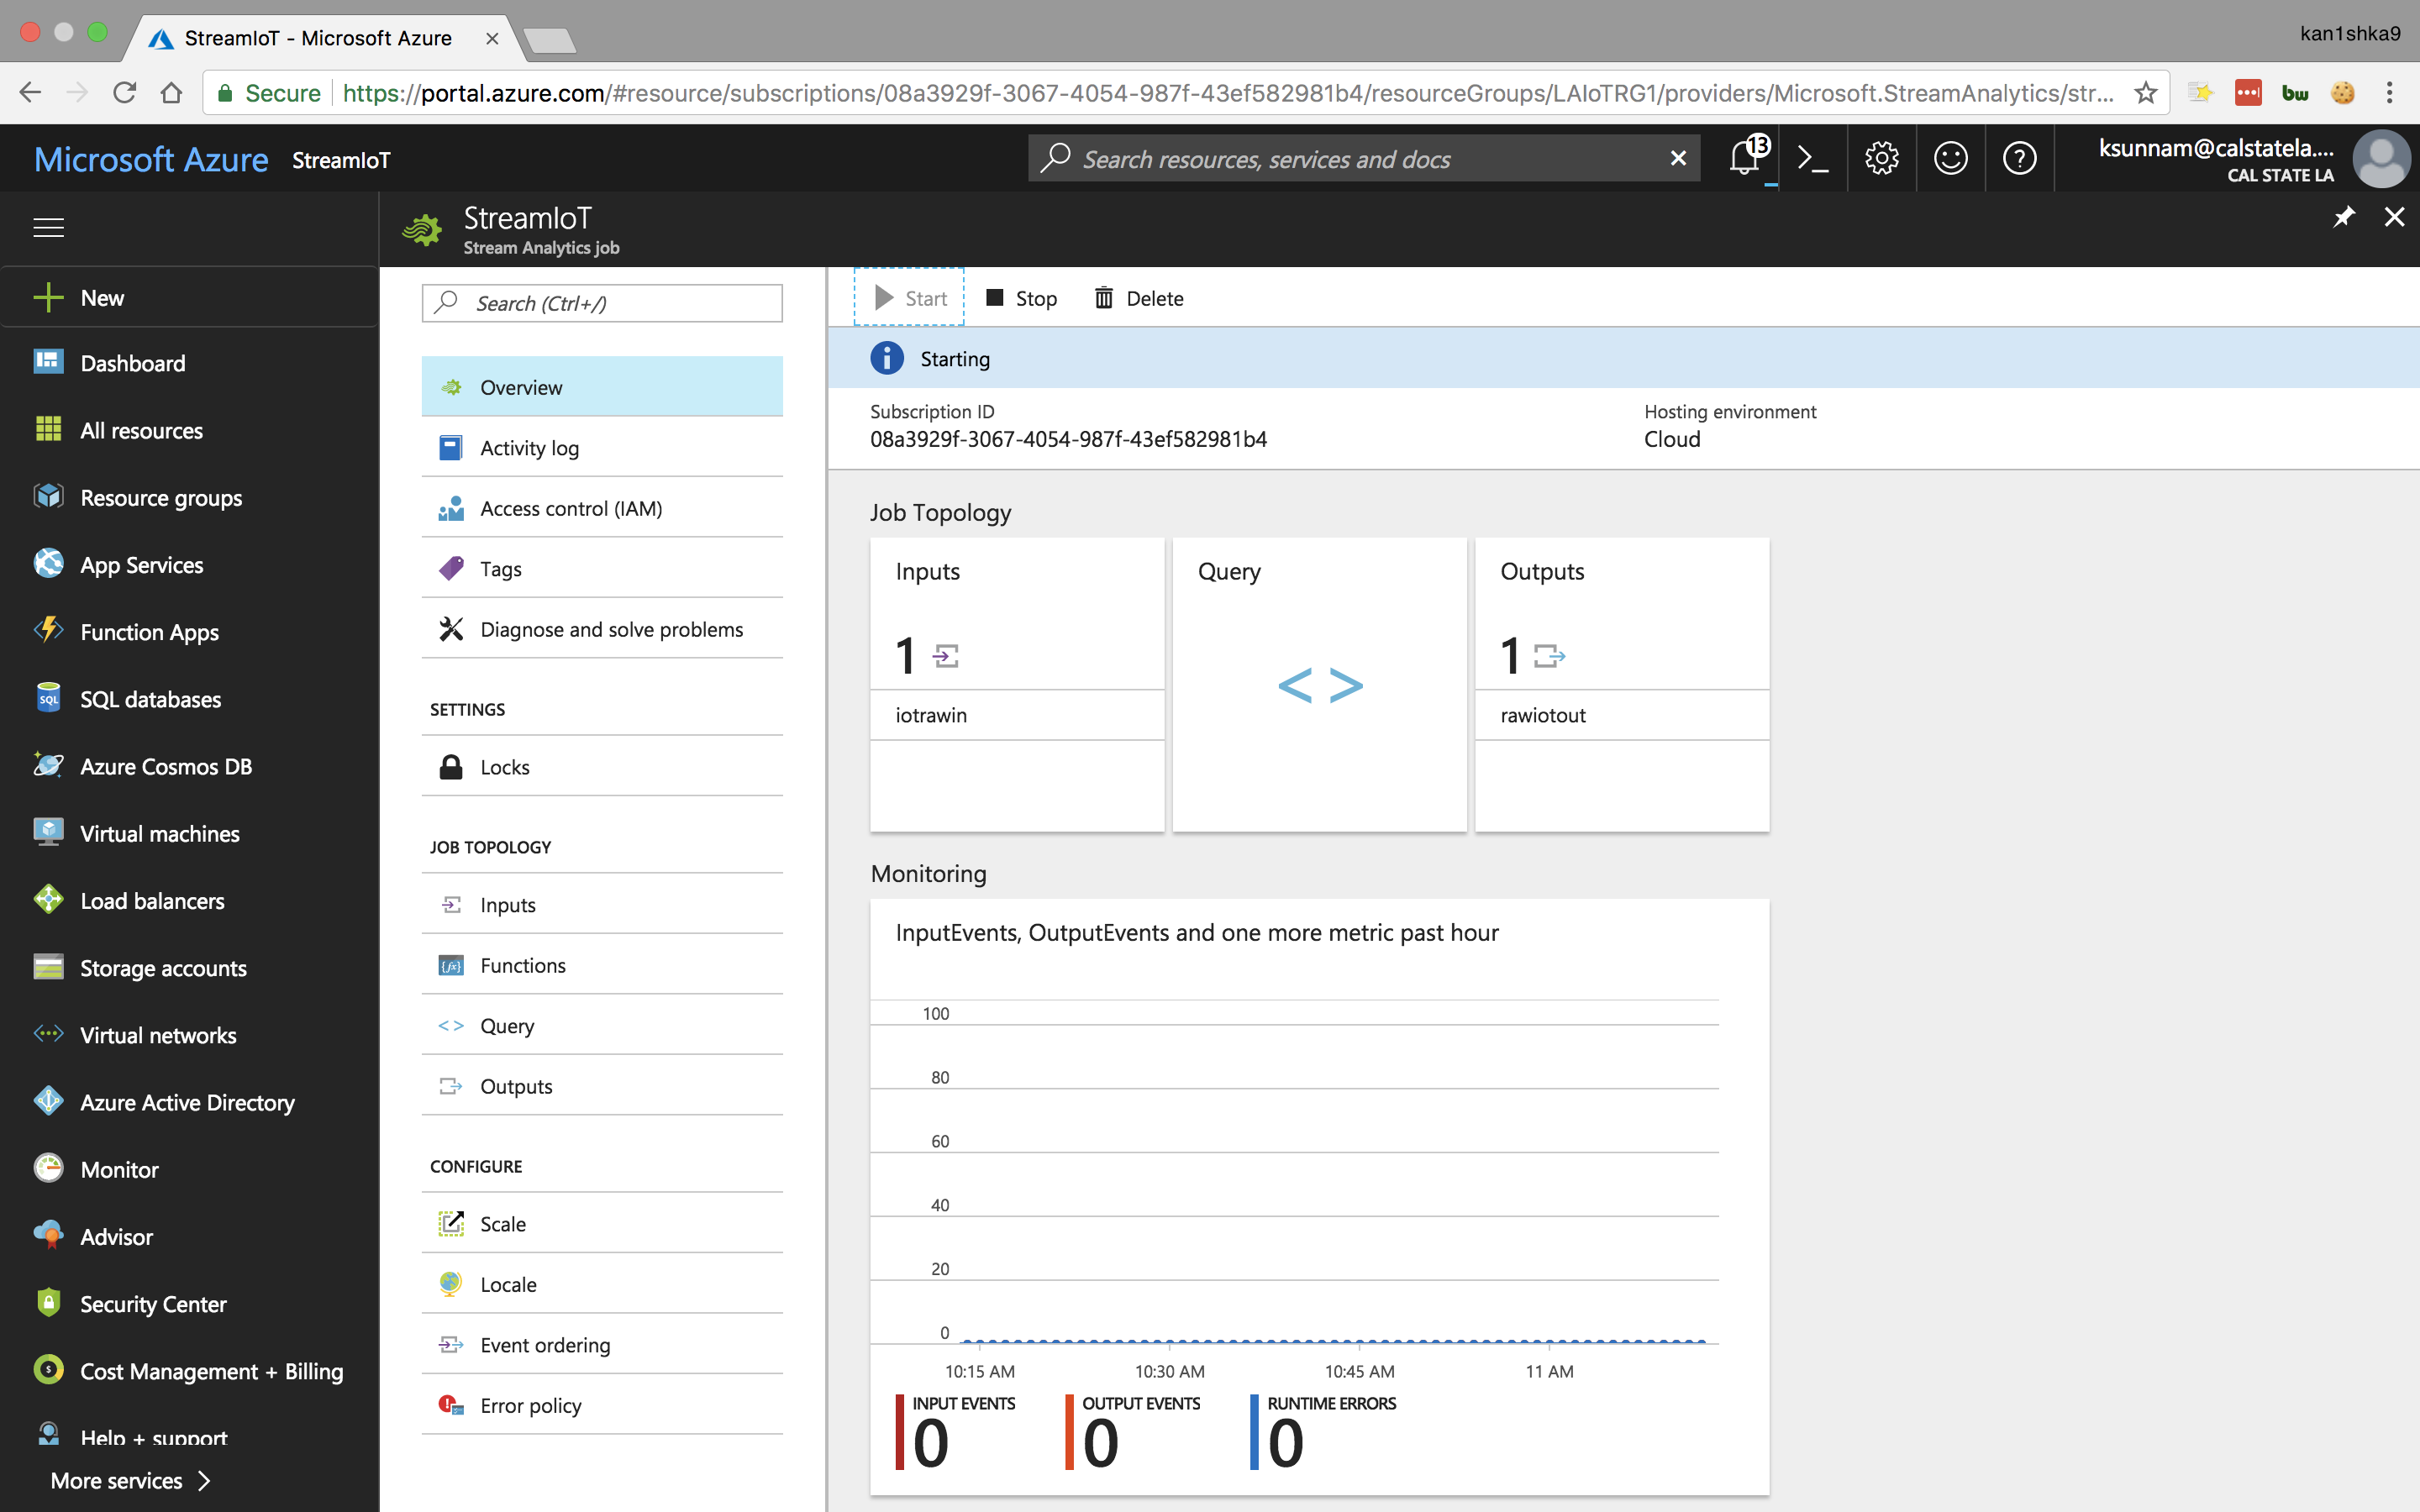 StreamIoT - Microsoft Azure
kan1shka9
Secure https://portal.azure.com/#resource/subscriptions/08a3929f-3067-4054-987f-43ef582981b4/resourceGroups/LAIoTRG1/providers/Microsoft.StreamAnalytics/str...
bw
Microsoft Azure StreamIoT
Search resources, services and docs
13
ksunnam@calstatela....
CAL STATE LA
StreamIoT
Stream Analytics job
New
Dashboard
All resources
Resource groups
App Services
Function Apps
SQL databases
Azure Cosmos DB
Virtual machines
Load balancers
Storage accounts
Virtual networks
Azure Active Directory
Monitor
Advisor
Security Center
Cost Management + Billing
Help + support
More services
Search (Ctrl+/)
Overview
Activity log
Access control (IAM)
Tags
Diagnose and solve problems
SETTINGS
Locks
JOB TOPOLOGY
Inputs
Functions
Query
Outputs
CONFIGURE
Scale
Locale
Event ordering
Error policy
Start Stop Delete
Starting
Subscription ID
08a3929f-3067-4054-987f-43ef582981b4
Hosting environment
Cloud
Job Topology
Inputs
1
iotrawin
Query
< >
Outputs
1
rawiotout
Monitoring
InputEvents, OutputEvents and one more metric past hour
100
80
60
40
20
0
10:15 AM 10:30 AM 10:45 AM 11 AM
INPUT EVENTS
0
OUTPUT EVENTS
0
RUNTIME ERRORS
0